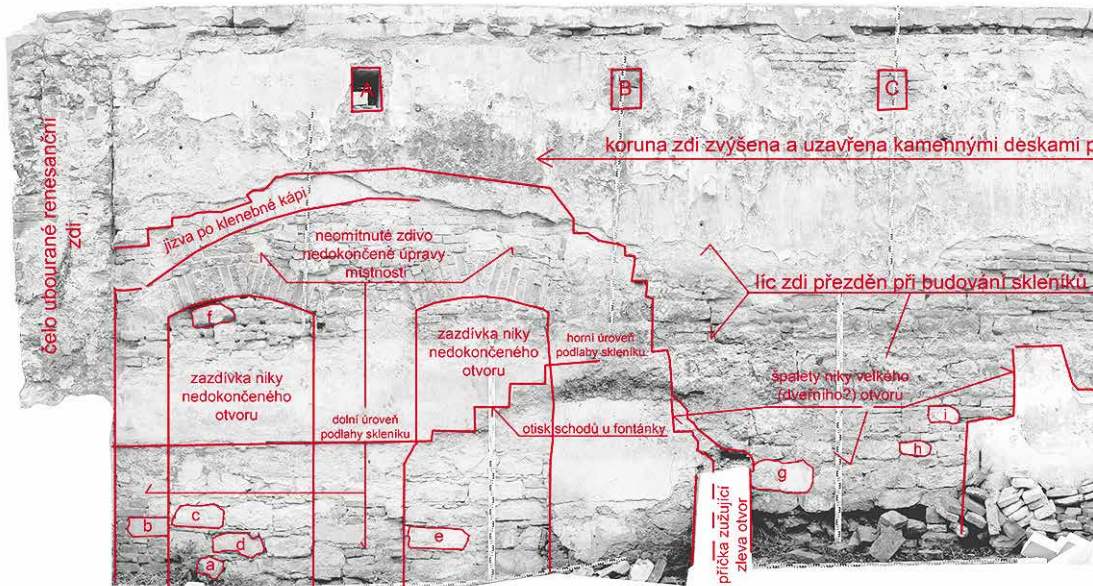 A
B
C
koruna zdi zvýšena a uzavřena kamennými deskami p
čelo ubourané renesanční
zdi
jizva po klenebné kápi
neomítnuté zdivo
nedokončené úpravy
místnosti
líc zdi přezděn při budování skleníků
f
zazdívka niky
nedokončeného
otvoru
zazdívka niky
nedokončeného
otvoru
horní úroveň
podlahy skleníku
špalety niky velkého
(dveřního?) otvoru
dolní úroveň
podlahy skleníku
otisk schodů u fontánky
i
h
g
b
c
d
a
e
příčka zužující
zleva otvor